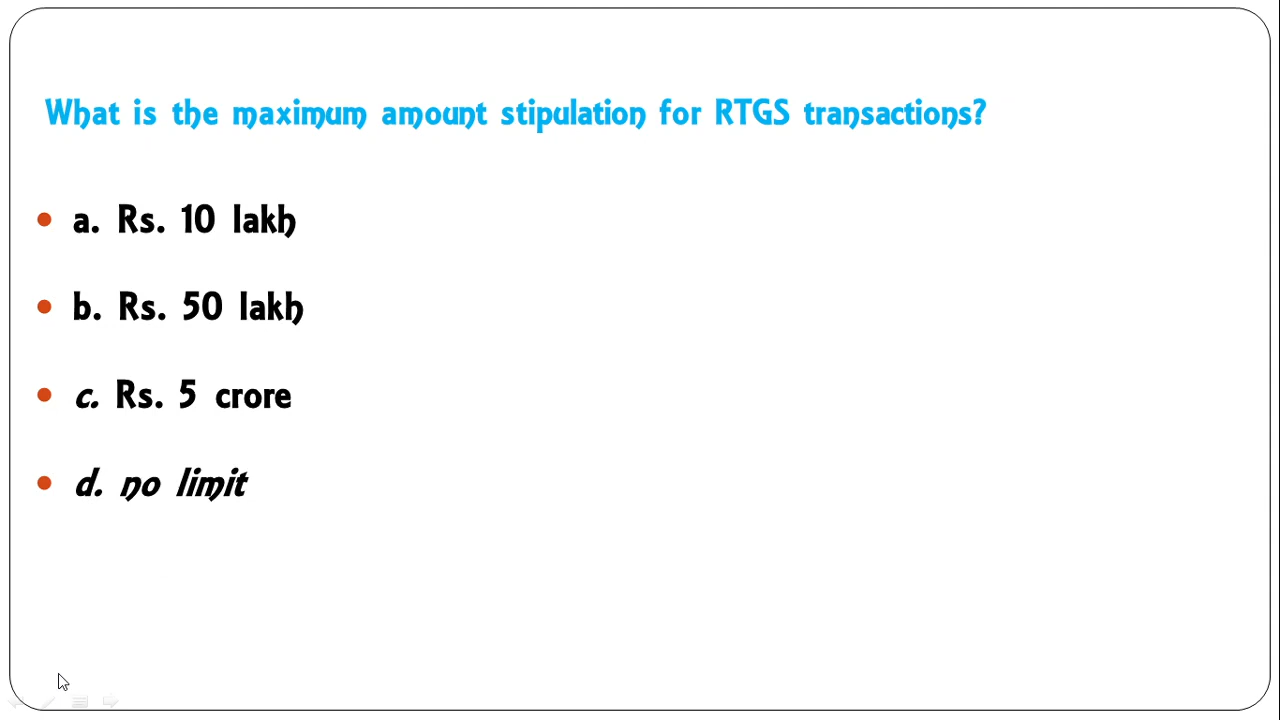 What is the maximum amount stipulation for RTGS transactions?
a. Rs. 10 lakh
b. Rs. 50 lakh
c. Rs. 5 crore
d. no limit